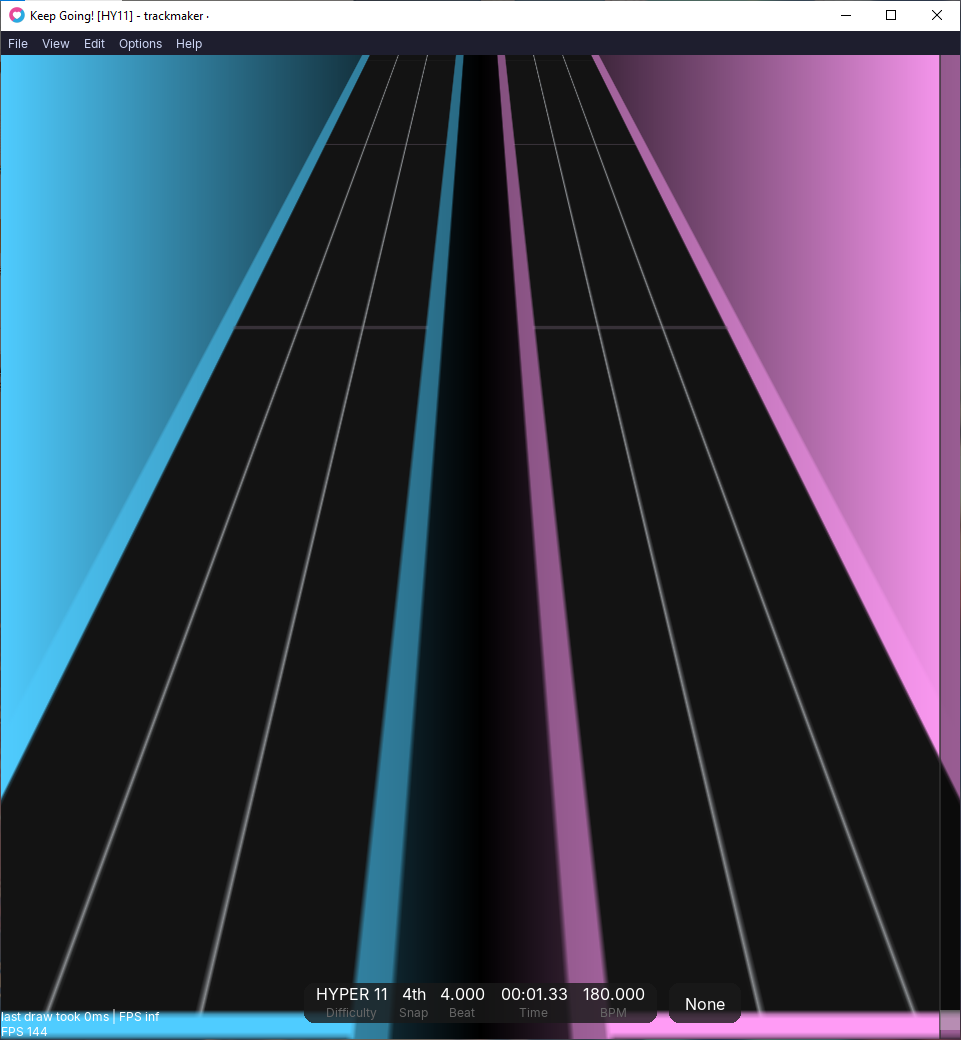 Keep Going! [HY11] - trackmaker ·
File View Edit Options Help
HYPER 11 4th 4.000 00:01.33 180.000
Difficulty Snap Beat Time BPM
None
last draw took 0ms | FPS inf
FPS 144